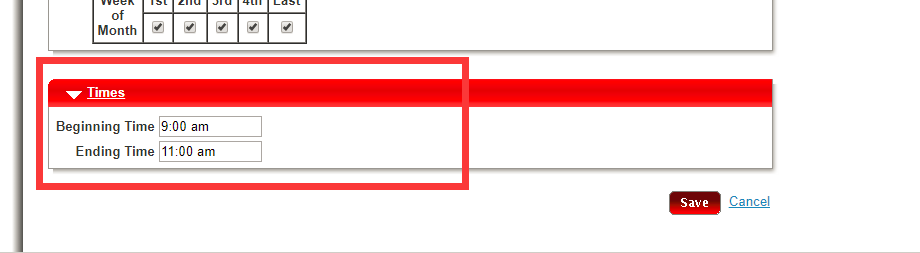 Week of Month 1st 2nd 3rd 4th Last
Times
Beginning Time 9:00 am
Ending Time 11:00 am
Save Cancel